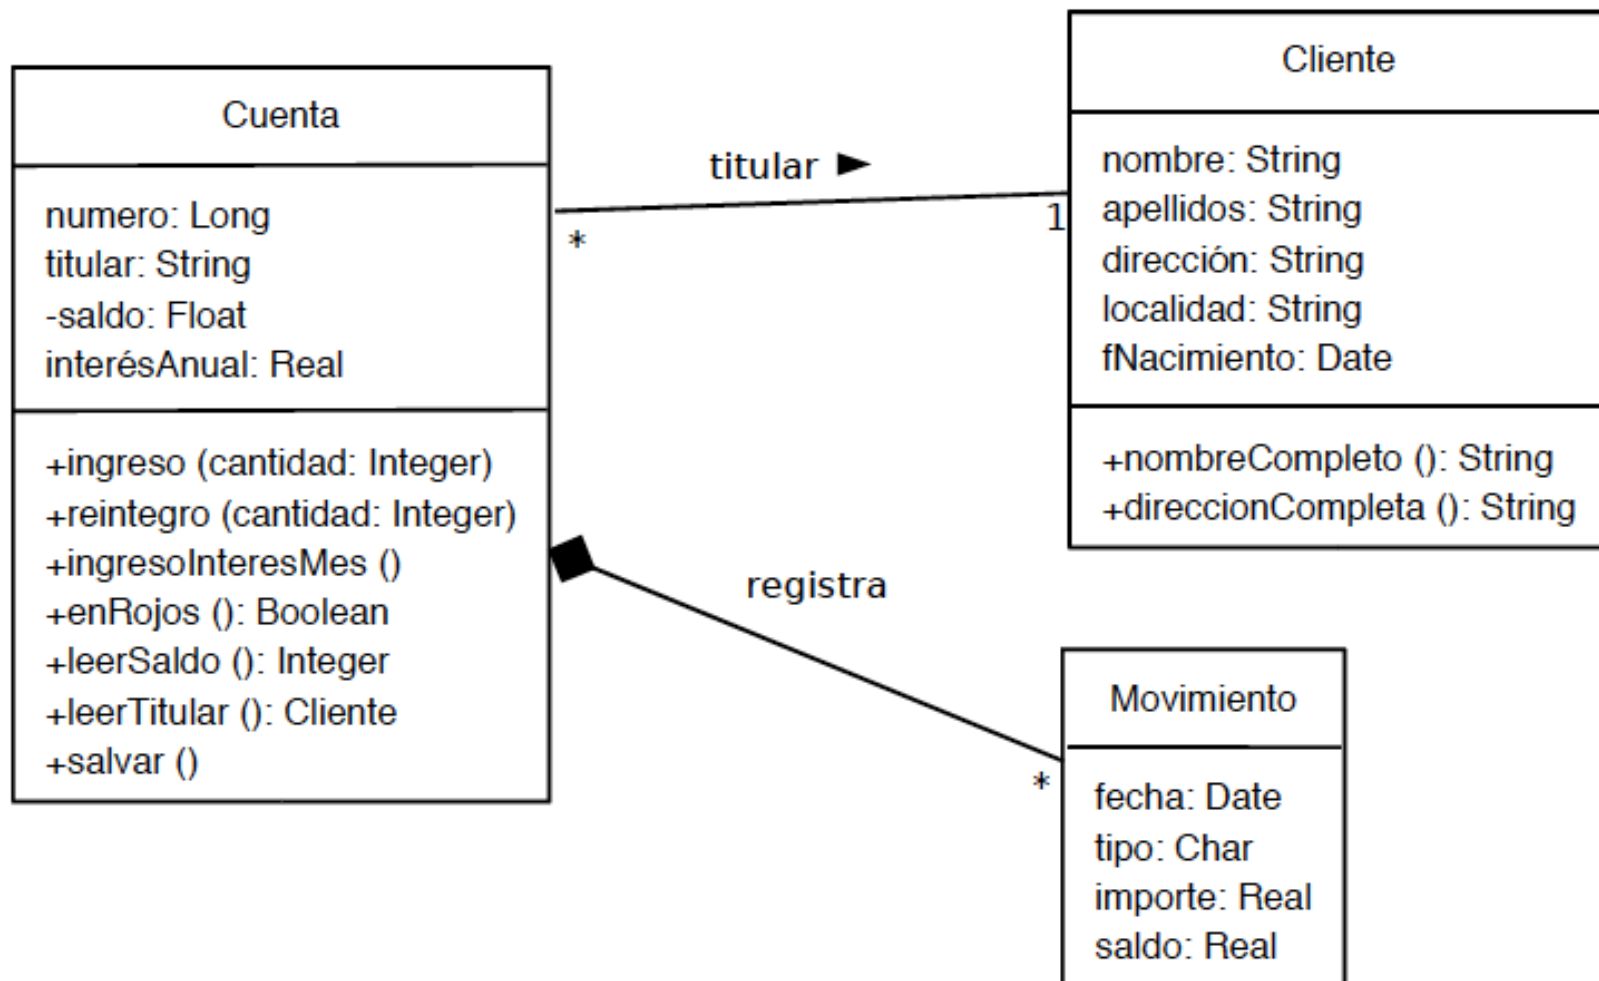 Cuenta
numero: Long
titular: String
-saldo: Float
interésAnual: Real
+ingreso (cantidad: Integer)
+reintegro (cantidad: Integer)
+ingresoInteresMes ()
+enRojos (): Boolean
+leerSaldo (): Integer
+leerTitular (): Cliente
+salvar ()
titular ►
*
1
Cliente
nombre: String
apellidos: String
dirección: String
localidad: String
fNacimiento: Date
+nombreCompleto (): String
+direccionCompleta (): String
registra
*
Movimiento
fecha: Date
tipo: Char
importe: Real
saldo: Real